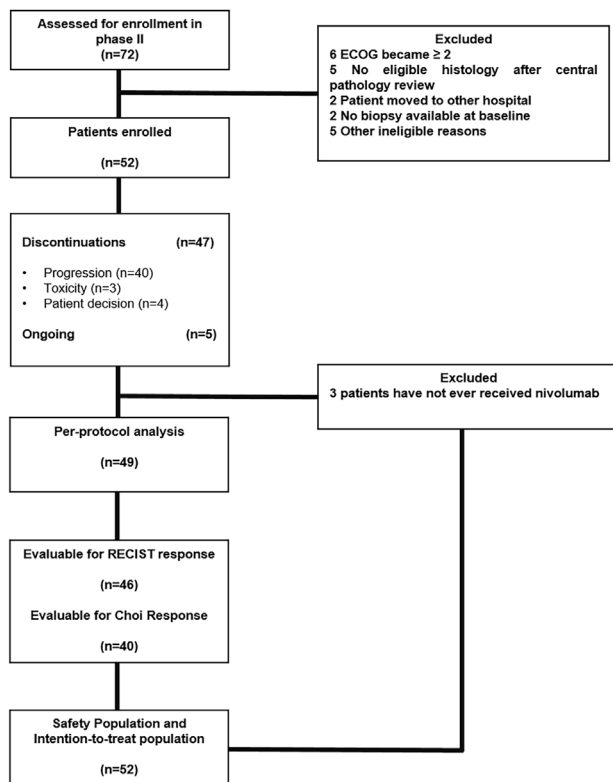 Assessed for enrollment in
phase II
(n=72)
Excluded
6 ECOG became ≥ 2
5 No eligible histology after central
pathology review
2 Patient moved to other hospital
2 No biopsy available at baseline
5 Other ineligible reasons
Patients enrolled
(n=52)
Discontinuations (n=47)
• Progression (n=40)
• Toxicity (n=3)
• Patient decision (n=4)
Ongoing (n=5)
Excluded
3 patients have not ever received nivolumab
Per-protocol analysis
(n=49)
Evaluable for RECIST response
(n=46)
Evaluable for Choi Response
(n=40)
Safety Population and
Intention-to-treat population
(n=52)